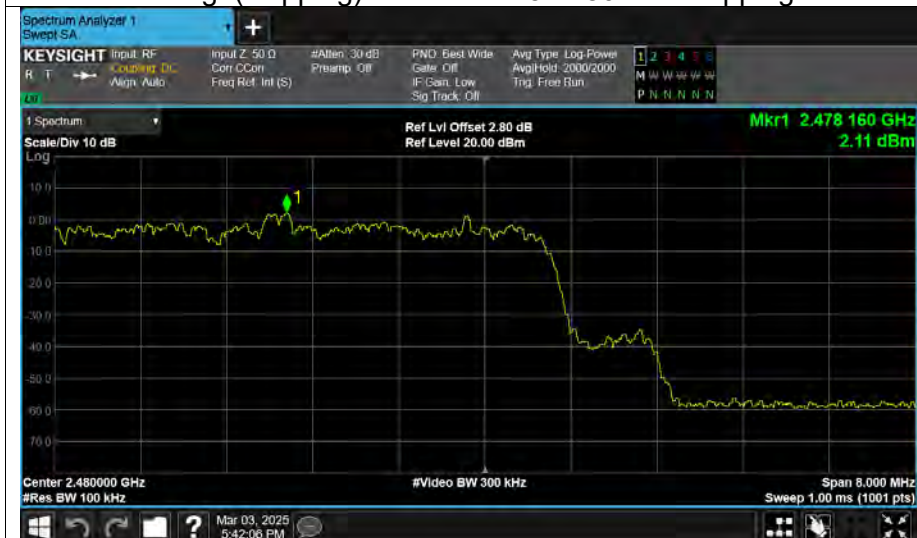 Spectrum Analyzer 1
Swept SA
+
KEYSIGHT Input: RF Input Z: 50 Ω #Atten: 30 dB PNO: Best Wide Avg Type: Log-Power 1 2 3 4 5 6
R T Coupling: DC Corr CCorr Preamp: Off Gate: Off Avg|Hold: 2000/2000 M W W W W W
Align: Auto Freq Ref: Int (S) IF Gain: Low Trig: Free Run
Sig Track: Off P N N N N N
1 Spectrum Ref Lvl Offset 2.80 dB Mkr1 2.478 160 GHz
Scale/Div 10 dB Ref Level 20.00 dBm 2.11 dBm
Log
10.0
1
0.00
-10.0
-20.0
-30.0
-40.0
-50.0
-60.0
-70.0
Center 2.480000 GHz #Video BW 300 kHz Span 8.000 MHz
#Res BW 100 kHz Sweep 1.00 ms (1001 pts)
? Mar 03, 2025
5:42:06 PM